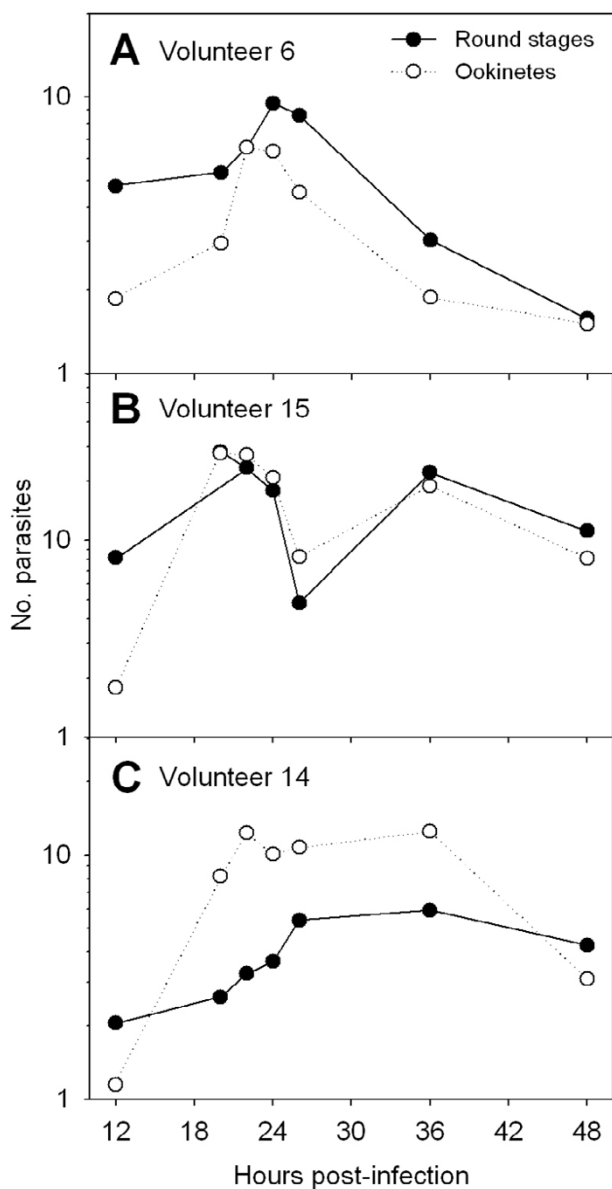 A Volunteer 6
Round stages
Ookinetes
10
1
B Volunteer 15
10
1
C Volunteer 14
10
1
No. parasites
12 18 24 30 36 42 48
Hours post-infection